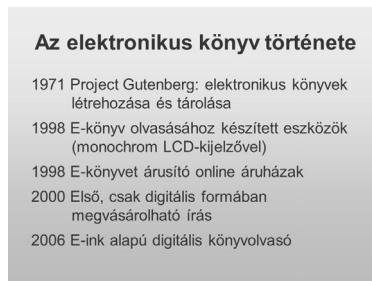 Az elektronikus könyv története
1971 Project Gutenberg: elektronikus könyvek
létrehozása és tárolása
1998 E-könyv olvasásához készített eszközök
(monochrom LCD-kijelzővel)
1998 E-könyvet árusító online áruházak
2000 Első, csak digitális formában
megvásárolható írás
2006 E-ink alapú digitális könyvolvasó